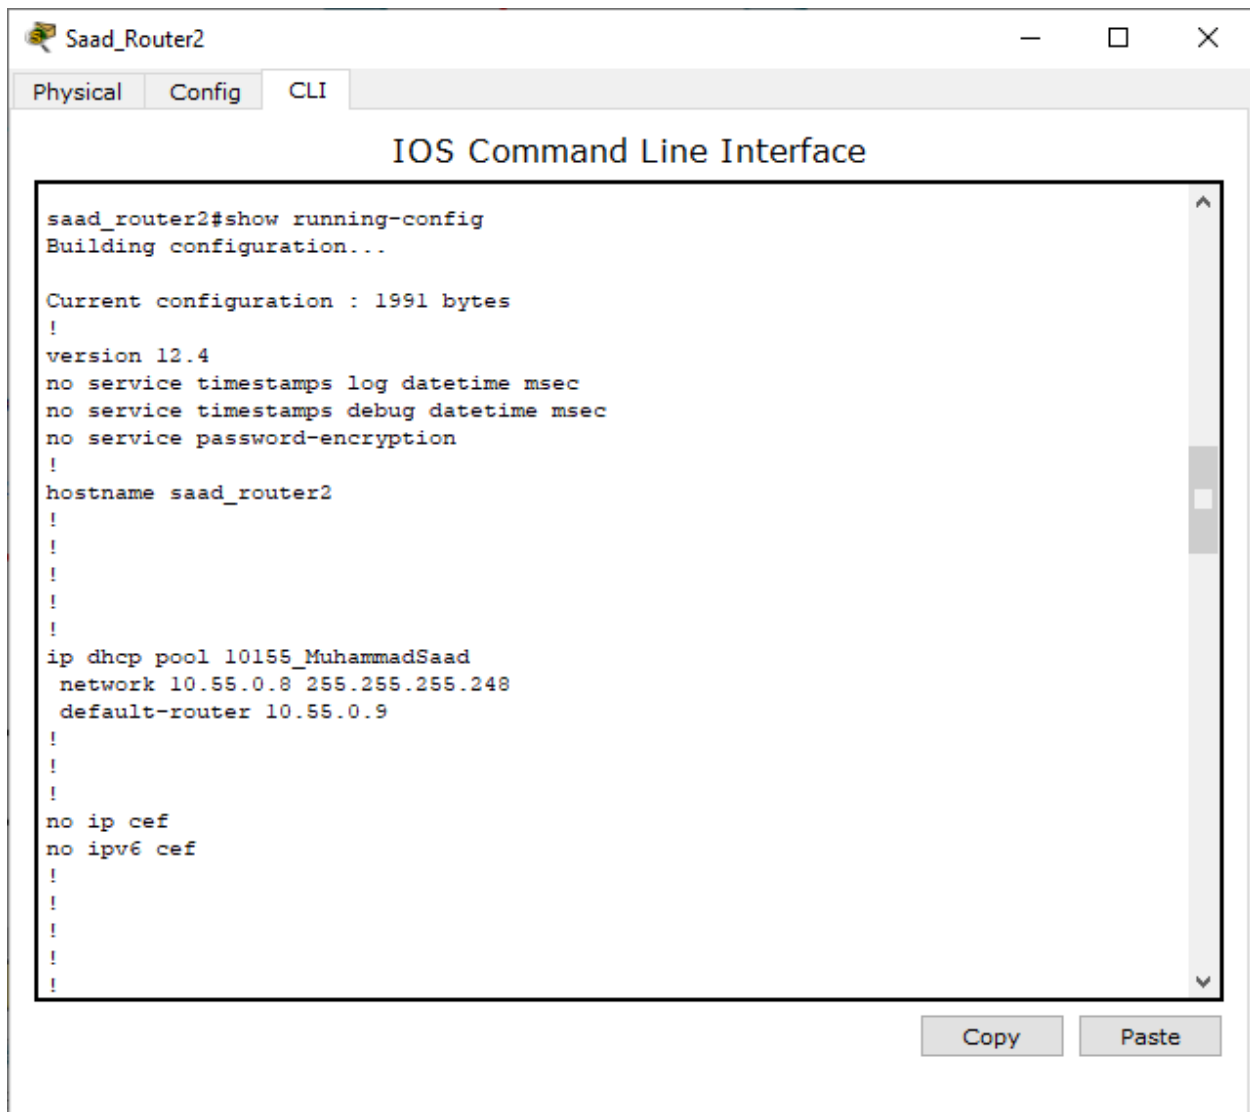 Saad_Router2
Physical Config CLI
IOS Command Line Interface
saad_router2#show running-config
Building configuration...
Current configuration : 1991 bytes
!
version 12.4
no service timestamps log datetime msec
no service timestamps debug datetime msec
no service password-encryption
!
hostname saad_router2
!
!
!
!
!
ip dhcp pool 10155_MuhammadSaad
 network 10.55.0.8 255.255.255.248
 default-router 10.55.0.9
!
!
!
no ip cef
no ipv6 cef
!
!
!
!
!
Copy Paste